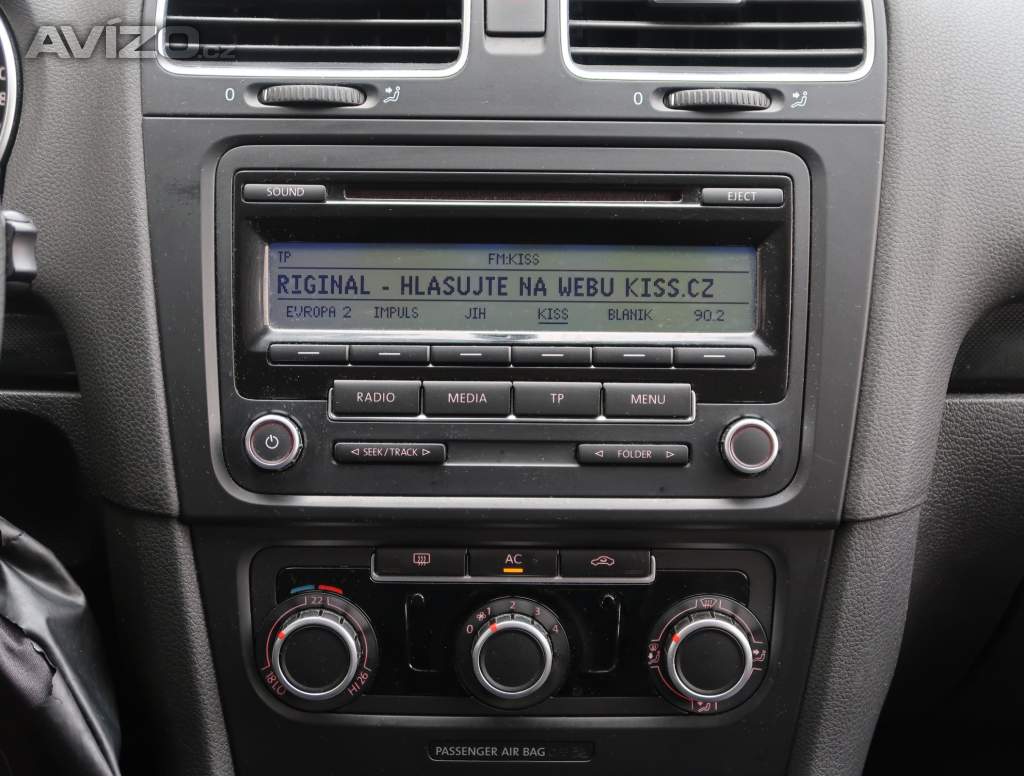 AVÍZO.cz
0
0
SOUND
EJECT
TP FM:KISS
RIGINAL - HLASUJTE NA WEBU KISS.CZ
EVROPA 2 IMPULS JIH KISS BLANIK 90.2
RADIO MEDIA TP MENU
SEEK/TRACK
FOLDER
AC
22
18 LO
HI 26
0 1 2 3 4
PASSENGER AIR BAG